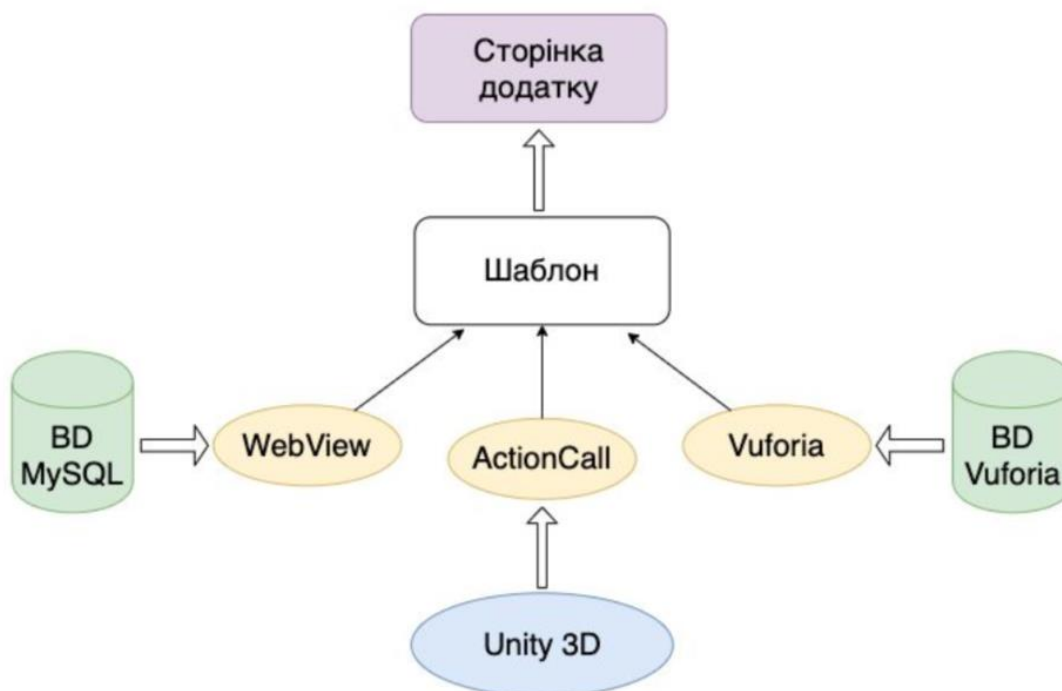 Сторінка
додатку
Шаблон
BD
MySQL
WebView
ActionCall
Vuforia
BD
Vuforia
Unity 3D